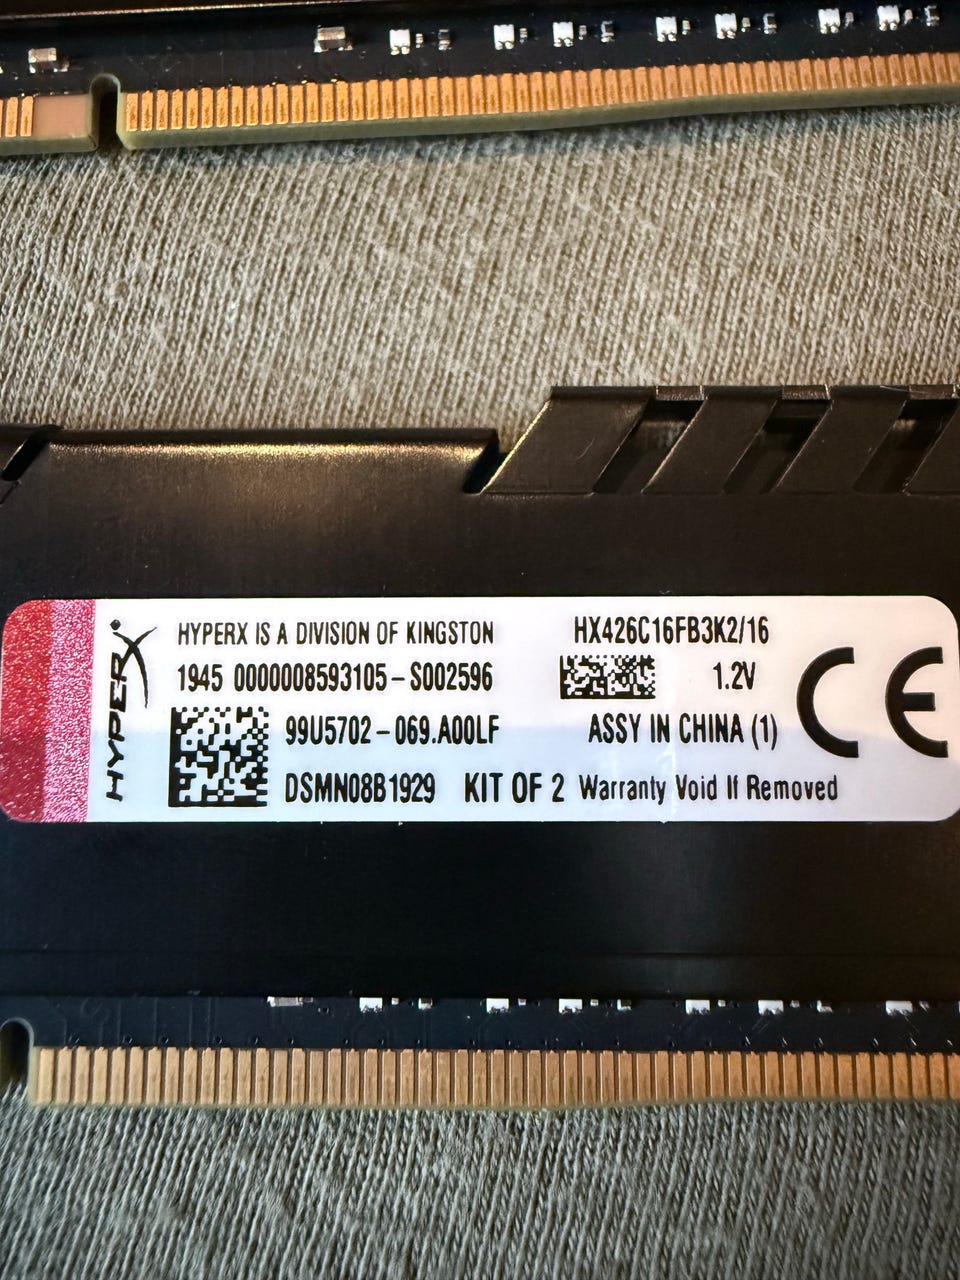 HYPERX
HYPERX IS A DIVISION OF KINGSTON
HX426C16FB3K2/16
1945 0000008593105-S002596
1.2V
CE
99U5702-069.A00LF
ASSY IN CHINA (1)
DSMN08B1929 KIT OF 2 Warranty Void If Removed